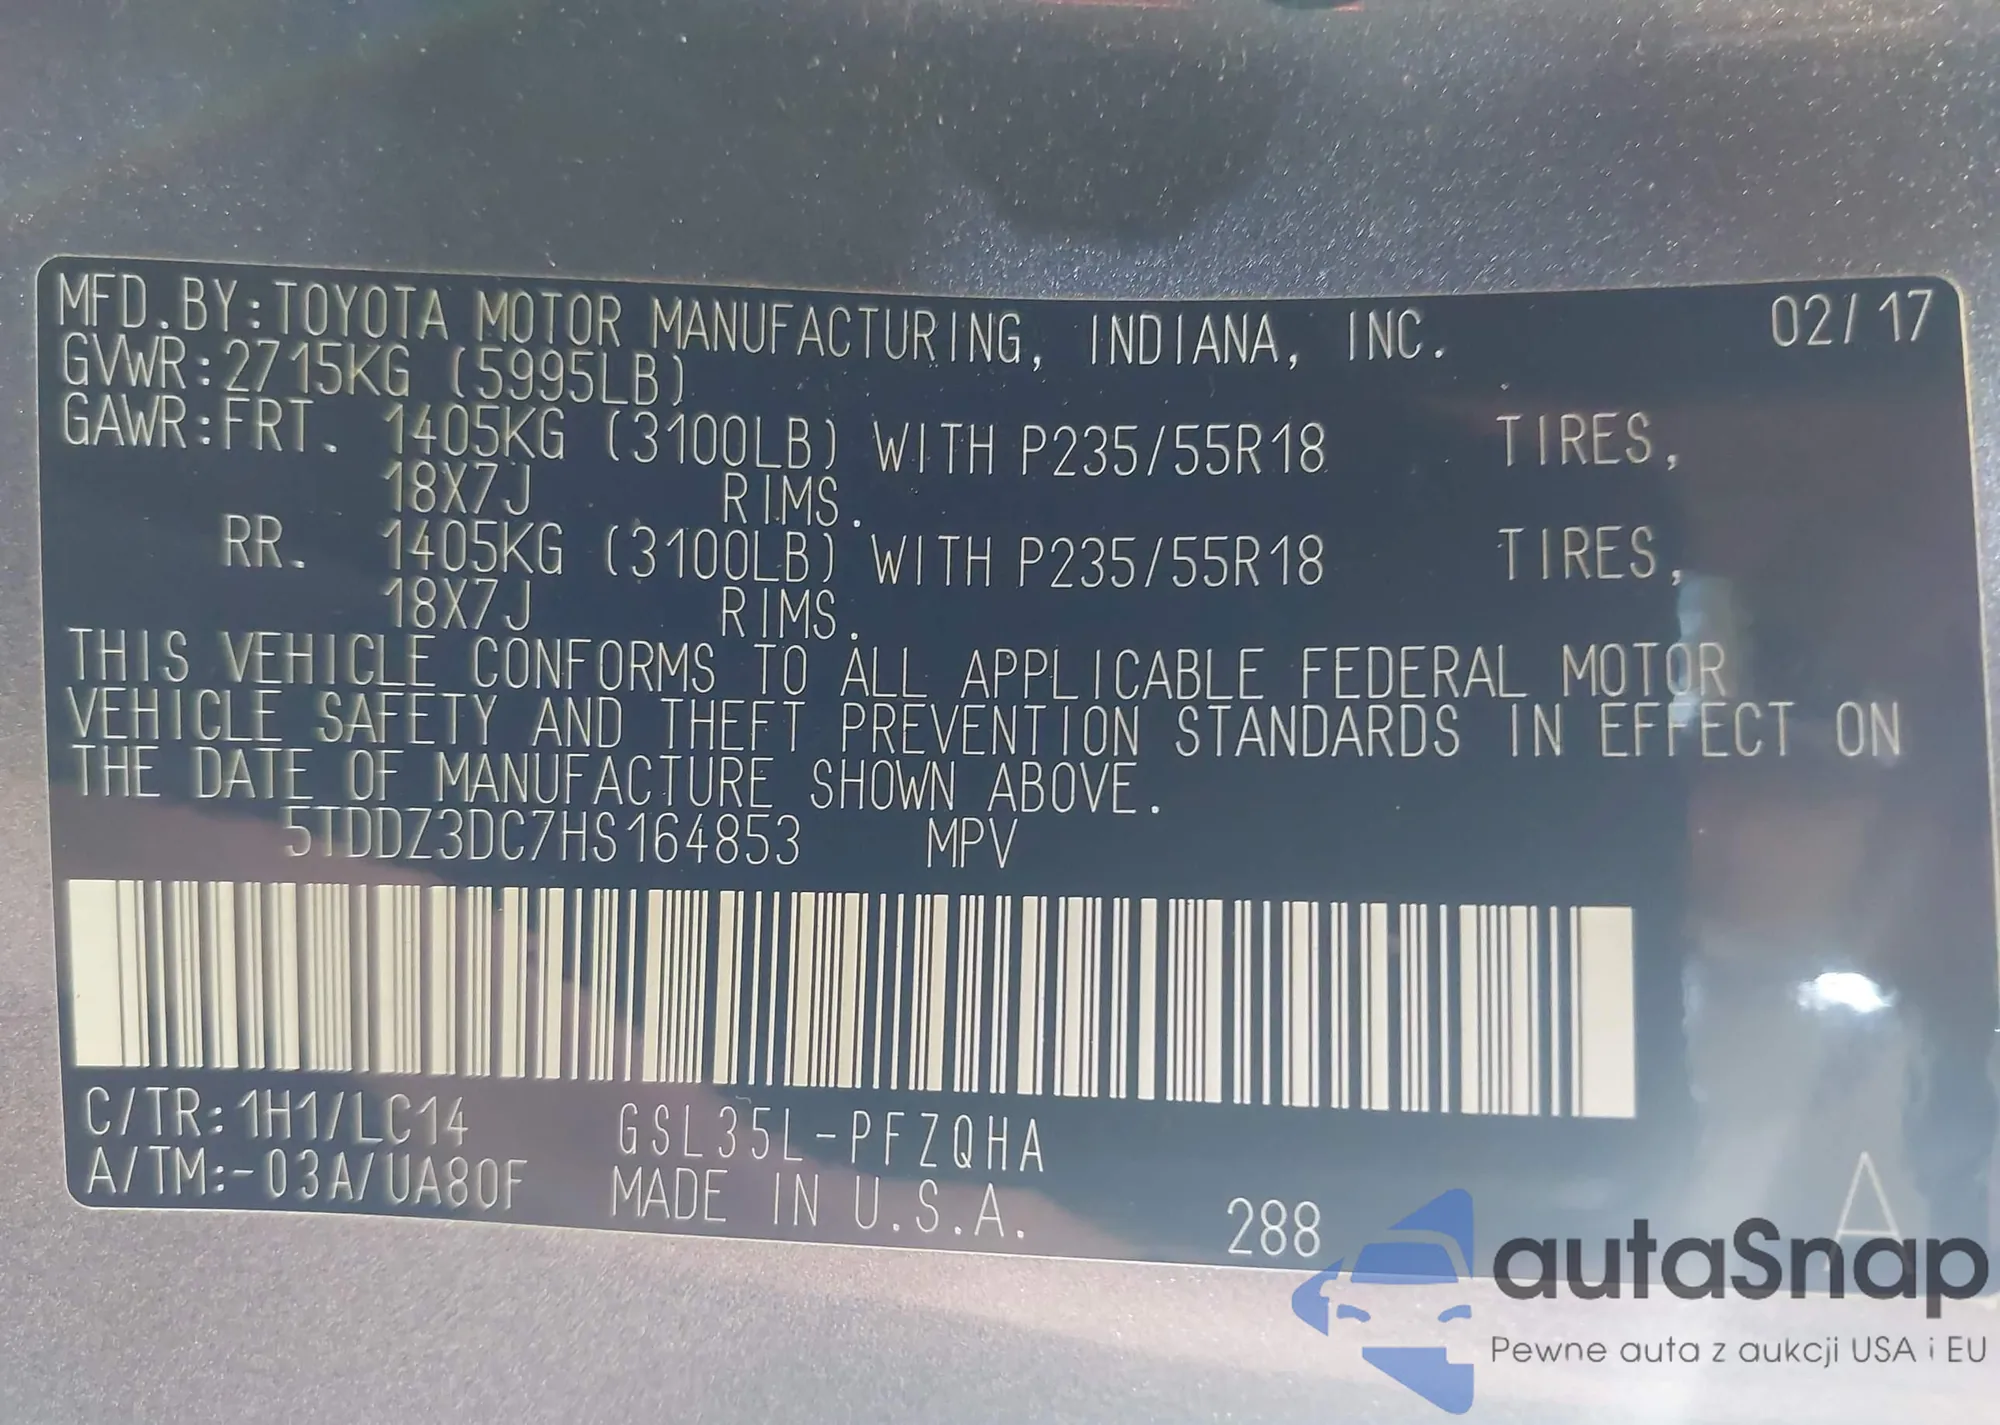 MFD.BY:TOYOTA MOTOR MANUFACTURING, INDIANA, INC. 02/17
GVWR:2715KG (5995LB)
GAWR:FRT. 1405KG (3100LB) WITH P235/55R18 TIRES,
18X7J RIMS.
RR. 1405KG (3100LB) WITH P235/55R18 TIRES,
18X7J RIMS.
THIS VEHICLE CONFORMS TO ALL APPLICABLE FEDERAL MOTOR
VEHICLE SAFETY AND THEFT PREVENTION STANDARDS IN EFFECT ON
THE DATE OF MANUFACTURE SHOWN ABOVE.
5TDDZ3DC7HS164853 MPV
C/TR:1H1/LC14 GSL35L-PFZQHA
A/TM:-03A/UA80F MADE IN U.S.A. 288 A
autaSnap
Pewne auta z aukcji USA i EU